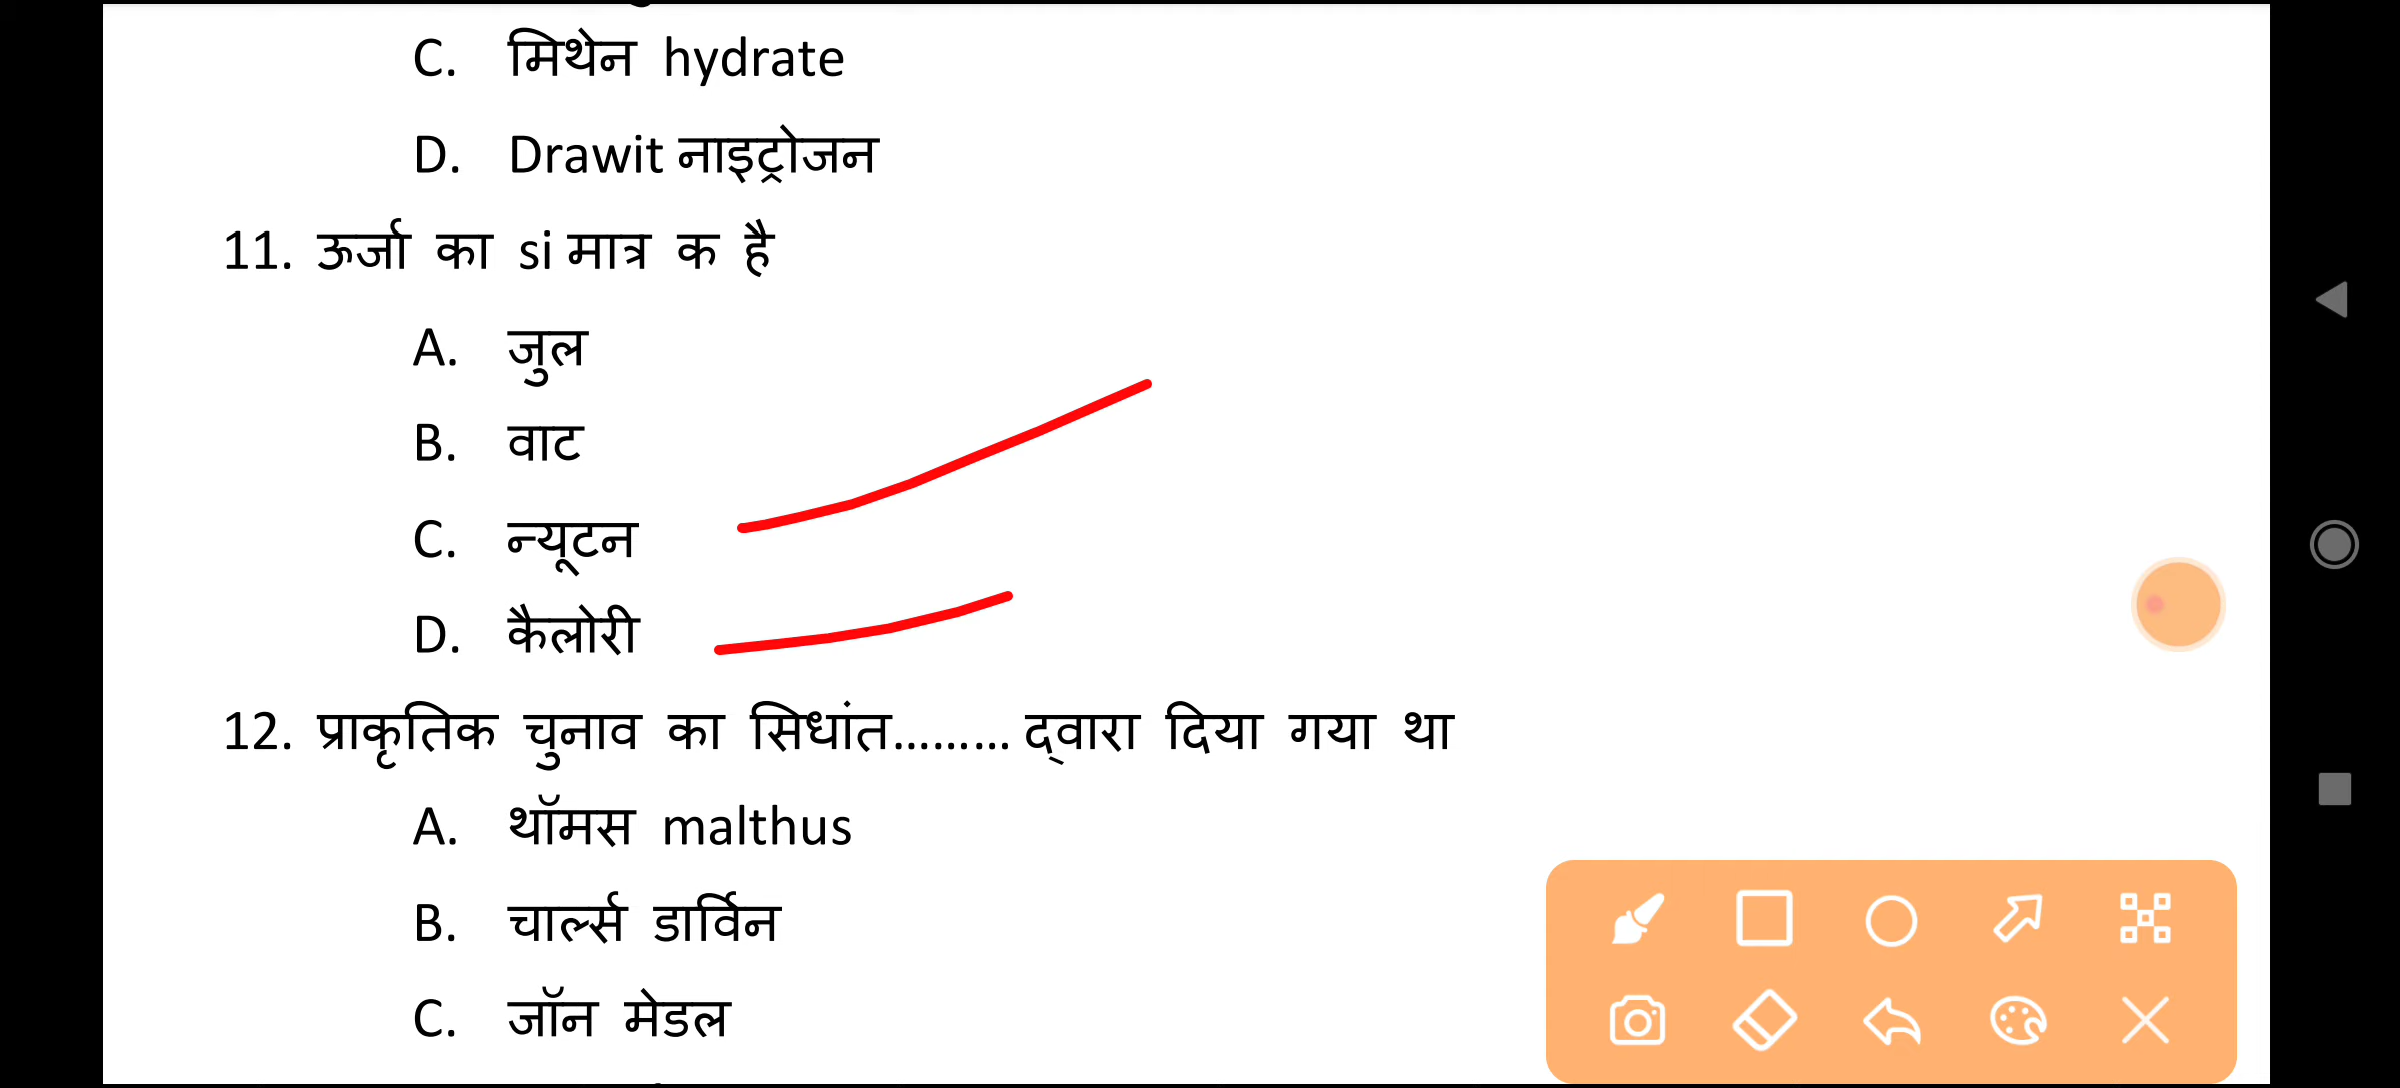 C. मिथेन hydrate
D. Drawit नाइट्रोजन
11. ऊर्जा का si मात्र क है
A. जुल
B. वाट
C. न्यूटन
D. कैलोरी
12. प्राकृतिक चुनाव का सिधांत......... द्वारा दिया गया था
A. थॉमस malthus
B. चार्ल्स डार्विन
C. जॉन मेडल